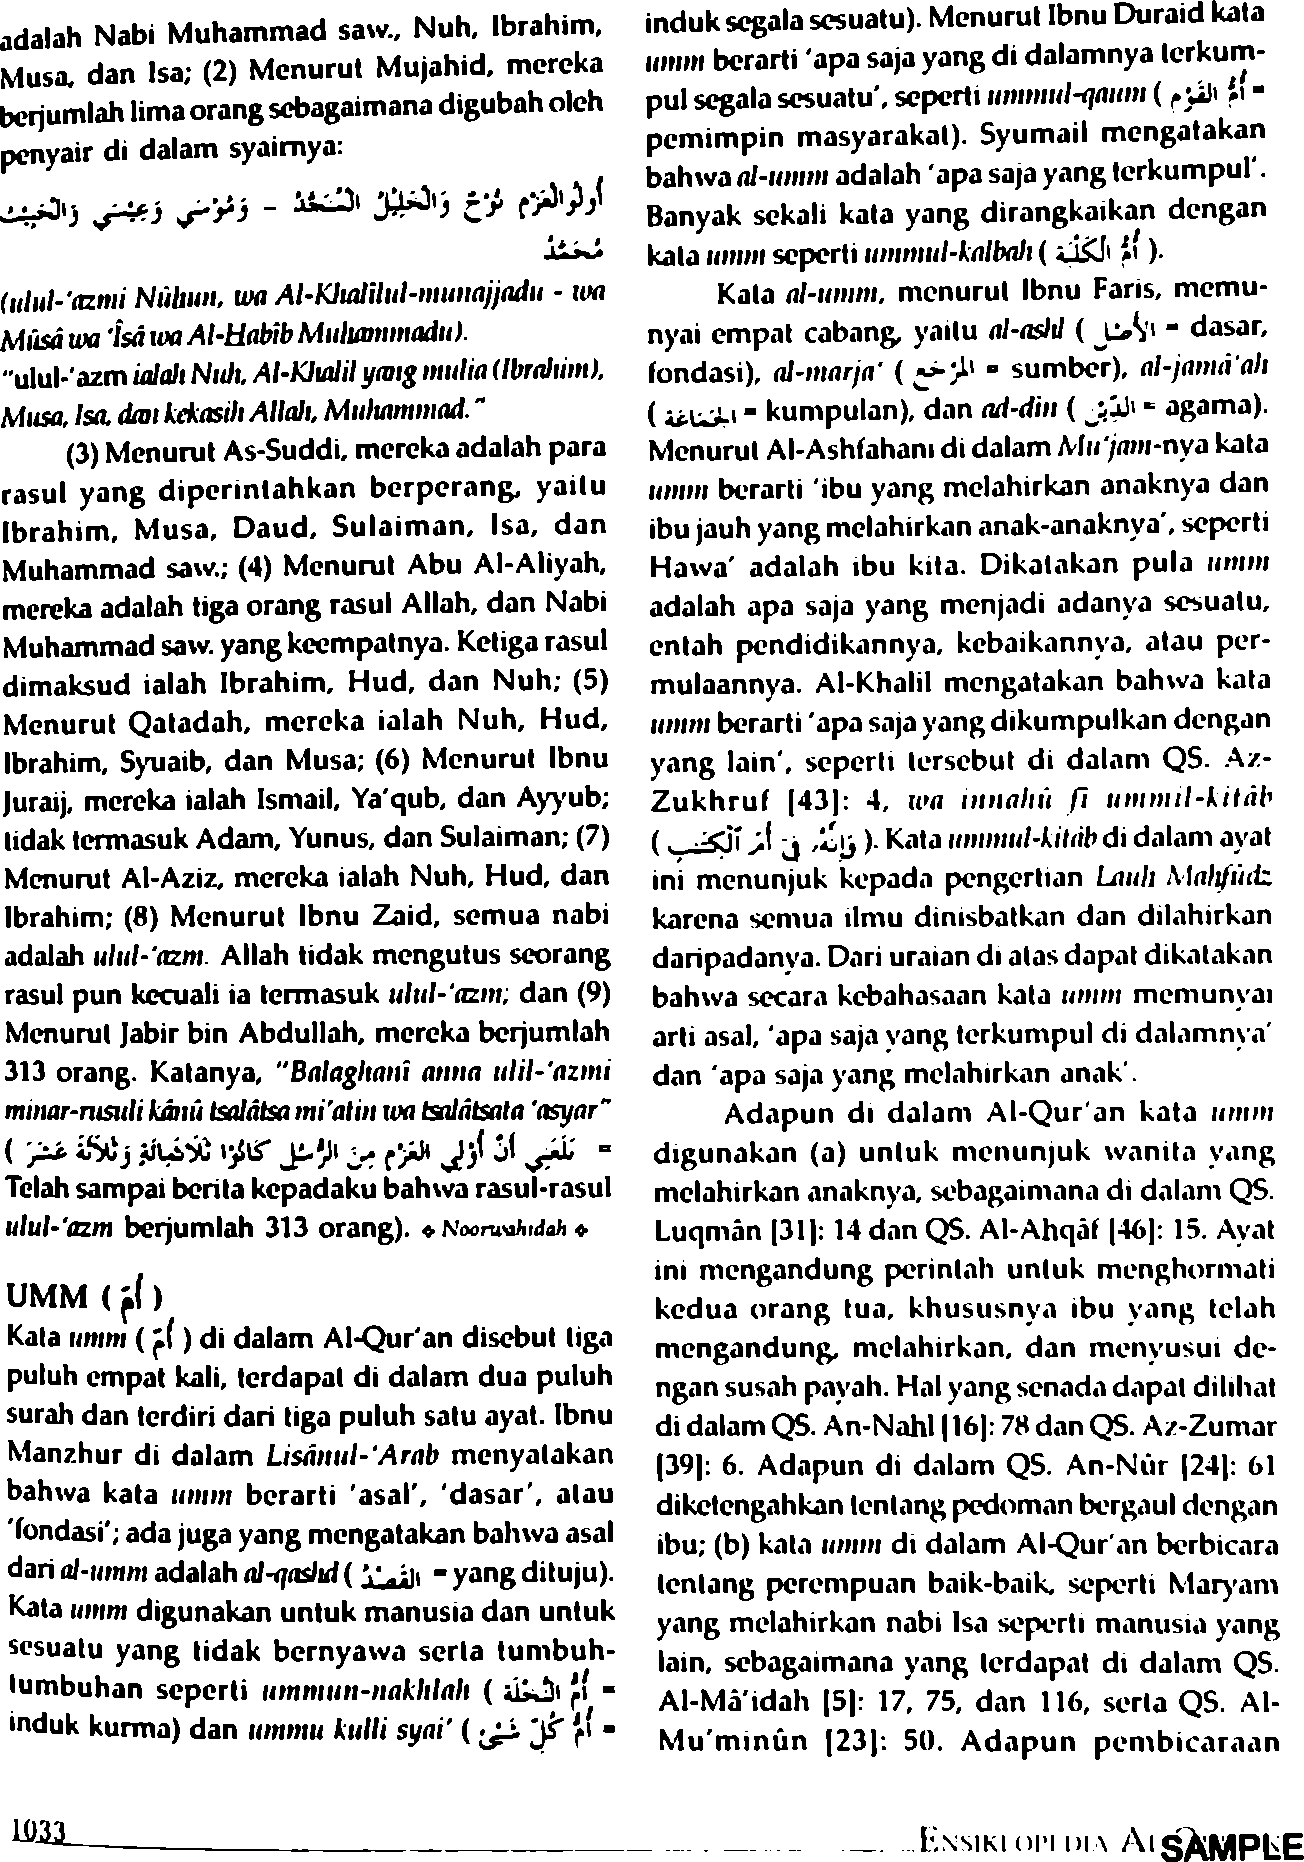 adalah Nabi Muhammad saw., Nuh, Ibrahim,
Musa, dan Isa; (2) Menurut Mujahid, mereka
berjumlah lima orang sebagaimana digubah oleh
penyair di dalam syairnya:
أُولُوالْعَزْمِ نُوْحٌ وَالْخَلِيْلُ الْمُمَجَّدُ - وَمُوْسَى وَعِيْسَى وَالْحَبِيْبُ
مُحَمَّدُ
(ulul-'azmi Nûhun, wa Al-Khalîlul-munajjadu - wa
Mûsâ wa 'Îsâ wa Al-Habîb Muhammadu).
"ulul-'azm ialah Nuh, Al-Khalil yang mulia (Ibrahim),
Musa, Isa, dan kekasih Allah, Muhammad."
(3) Menurut As-Suddi, mereka adalah para
rasul yang diperintahkan berperang, yaitu
Ibrahim, Musa, Daud, Sulaiman, Isa, dan
Muhammad saw.; (4) Menurut Abu Al-Aliyah,
mereka adalah tiga orang rasul Allah, dan Nabi
Muhammad saw. yang keempatnya. Ketiga rasul
dimaksud ialah Ibrahim, Hud, dan Nuh; (5)
Menurut Qatadah, mereka ialah Nuh, Hud,
Ibrahim, Syuaib, dan Musa; (6) Menurut Ibnu
Juraij, mereka ialah Ismail, Ya'qub, dan Ayyub;
tidak termasuk Adam, Yunus, dan Sulaiman; (7)
Menurut Al-Aziz, mereka ialah Nuh, Hud, dan
Ibrahim; (8) Menurut Ibnu Zaid, semua nabi
adalah ulul-'azm. Allah tidak mengutus seorang
rasul pun kecuali ia termasuk ulul-'azm; dan (9)
Menurut Jabir bin Abdullah, mereka berjumlah
313 orang. Katanya, "Balaghanî anna ulil-'azmi
minar-rusuli kânû tsalâtsa mi'atin wa tsalâtsata 'asyar"
( بَلَغَنِي أَنَّ أُوْلِي الْعَزْمِ مِنَ الرُّسُلِ كَانُوْا ثَلَاثَمِائَةٍ وَثَلَاثَةَ عَشَرَ =
Telah sampai berita kepadaku bahwa rasul-rasul
ulul-'azm berjumlah 313 orang). ◆ Nooruwahidah ◆
UMM ( أُمّ )
Kata umm ( أُمّ ) di dalam Al-Qur'an disebut tiga
puluh empat kali, terdapat di dalam dua puluh
surah dan terdiri dari tiga puluh satu ayat. Ibnu
Manzhur di dalam Lisânul-'Arab menyatakan
bahwa kata umm berarti 'asal', 'dasar', atau
'fondasi'; ada juga yang mengatakan bahwa asal
dari al-umm adalah al-qashd ( الْقَصْدُ = yang dituju).
Kata umm digunakan untuk manusia dan untuk
sesuatu yang tidak bernyawa serta tumbuh-
tumbuhan seperti ummun-nakhlah ( أُمُّ النَّخْلَةِ =
induk kurma) dan ummu kulli syai' ( أُمُّ كُلِّ شَيْءٍ =
induk segala sesuatu). Menurut Ibnu Duraid kata
umm berarti 'apa saja yang di dalamnya terkum-
pul segala sesuatu', seperti ummul-qaum ( أُمُّ الْقَوْمِ =
pemimpin masyarakat). Syumail mengatakan
bahwa al-umm adalah 'apa saja yang terkumpul'.
Banyak sekali kata yang dirangkaikan dengan
kata umm seperti ummul-kalbah ( أُمُّ الْكَلْبَةِ ).
Kata al-umm, menurut Ibnu Faris, memu-
nyai empat cabang, yaitu al-ashl ( الْأَصْلُ = dasar,
fondasi), al-marja' ( الْمَرْجَعُ = sumber), al-jamâ'ah
( الْجَمَاعَةُ = kumpulan), dan ad-din ( الدِّيْنُ = agama).
Menurut Al-Ashfahani di dalam Mu'jam-nya kata
umm berarti 'ibu yang melahirkan anaknya dan
ibu jauh yang melahirkan anak-anaknya', seperti
Hawa' adalah ibu kita. Dikatakan pula umm
adalah apa saja yang menjadi adanya sesuatu,
entah pendidikannya, kebaikannya, atau per-
mulaannya. Al-Khalil mengatakan bahwa kata
umm berarti 'apa saja yang dikumpulkan dengan
yang lain', seperti tersebut di dalam QS. Az-
Zukhruf [43]: 4, wa innahû fî ummil-kitâb
( وَإِنَّهُ فِي أُمِّ الْكِتَٰبِ ). Kata ummul-kitâb di dalam ayat
ini menunjuk kepada pengertian Lauh Mahfûdz
karena semua ilmu dinisbatkan dan dilahirkan
daripadanya. Dari uraian di atas dapat dikatakan
bahwa secara kebahasaan kata umm memunyai
arti asal, 'apa saja yang terkumpul di dalamnya'
dan 'apa saja yang melahirkan anak'.
Adapun di dalam Al-Qur'an kata umm
digunakan (a) untuk menunjuk wanita yang
melahirkan anaknya, sebagaimana di dalam QS.
Luqmân [31]: 14 dan QS. Al-Ahqâf [46]: 15. Ayat
ini mengandung perintah untuk menghormati
kedua orang tua, khususnya ibu yang telah
mengandung, melahirkan, dan menyusui de-
ngan susah payah. Hal yang senada dapat dilihat
di dalam QS. An-Nahl [16]: 78 dan QS. Az-Zumar
[39]: 6. Adapun di dalam QS. An-Nûr [24]: 61
diketengahkan tentang pedoman bergaul dengan
ibu; (b) kata umm di dalam Al-Qur'an berbicara
tentang perempuan baik-baik, seperti Maryam
yang melahirkan nabi Isa seperti manusia yang
lain, sebagaimana yang terdapat di dalam QS.
Al-Mâ'idah [5]: 17, 75, dan 116, serta QS. Al-
Mu'minûn [23]: 50. Adapun pembicaraan
1033
ENSIKLOPEDIA AL
SAMPLE